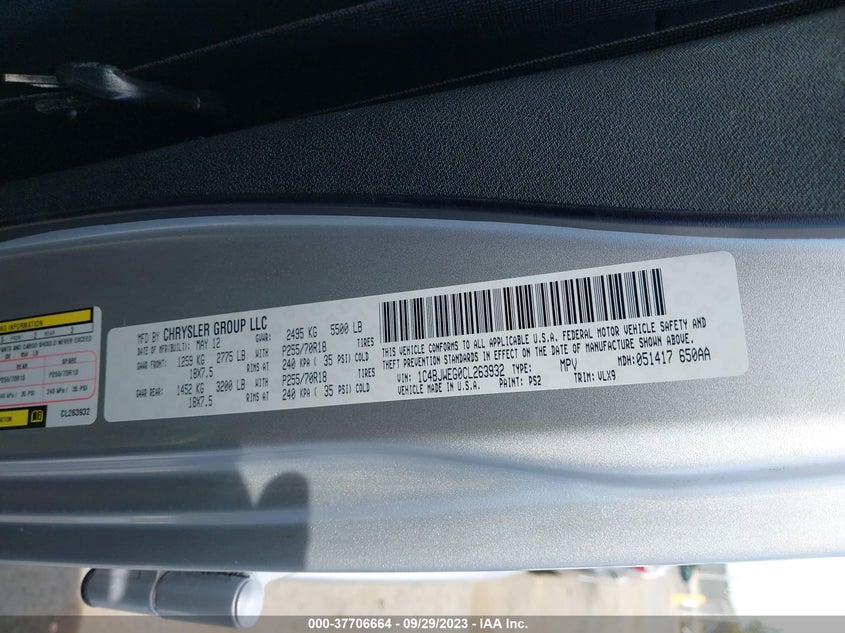 MFD BY CHRYSLER GROUP LLC
DATE OF MFR(BUILT): MAY 12 GVWR: 2495 KG 5500 LB
GAWR FRONT: 1259 KG 2775 LB WITH P255/70R18 TIRES
18X7.5 RIMS AT 240 KPA ( 35 PSI) COLD
GAWR REAR: 1452 KG 3200 LB WITH P255/70R18 TIRES
18X7.5 RIMS AT 240 KPA ( 35 PSI) COLD
THIS VEHICLE CONFORMS TO ALL APPLICABLE U.S.A. FEDERAL MOTOR VEHICLE SAFETY AND
THEFT PREVENTION STANDARDS IN EFFECT ON THE DATE OF MANUFACTURE SHOWN ABOVE.
VIN: 1C4BJWEG0CL263932 TYPE: MPV MDH: 051417 650AA
VEHICLE MADE IN U.S.A. PAINT: PS2 TRIM: VLX9
ING INFORMATION
REAR
SPARE
CL263932
000-37706664 - 09/29/2023 - IAA Inc.